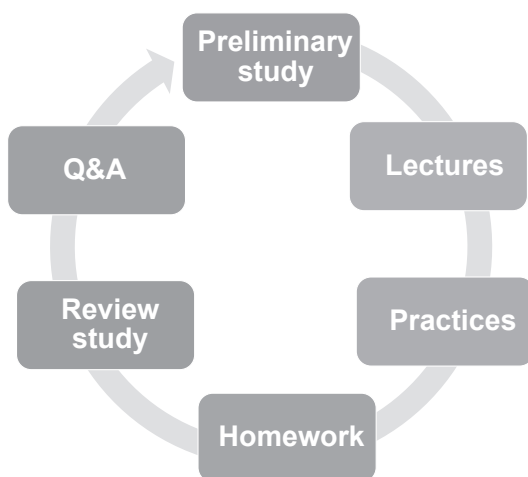 Preliminary
study
Lectures
Practices
Homework
Review
study
Q&A